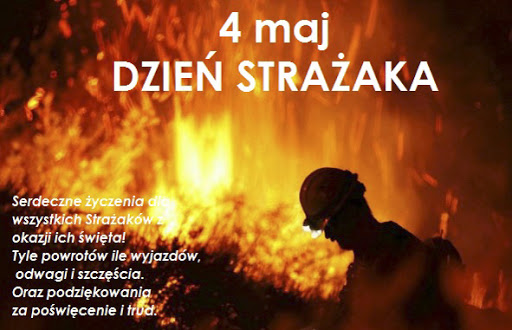 4 maj
DZIEŃ STRAŻAKA
Serdeczne życzenia dla
wszystkich Strażaków z
okazji ich święta!
Tyle powrotów ile wyjazdów,
odwagi i szczęścia.
Oraz podziękowania
za poświęcenie i trud.